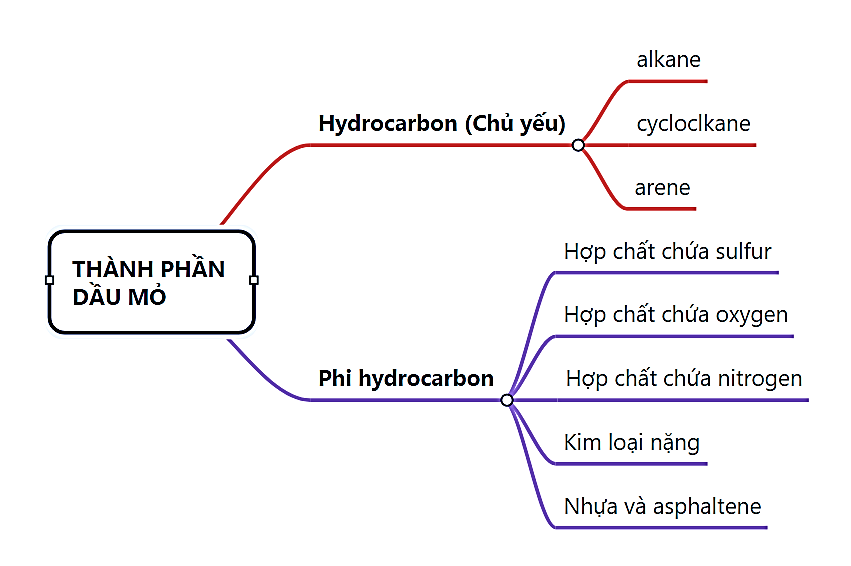 THÀNH PHẦN
DẦU MỎ
Hydrocarbon (Chủ yếu)
alkane
cycloclkane
arene
Phi hydrocarbon
Hợp chất chứa sulfur
Hợp chất chứa oxygen
Hợp chất chứa nitrogen
Kim loại nặng
Nhựa và asphaltene